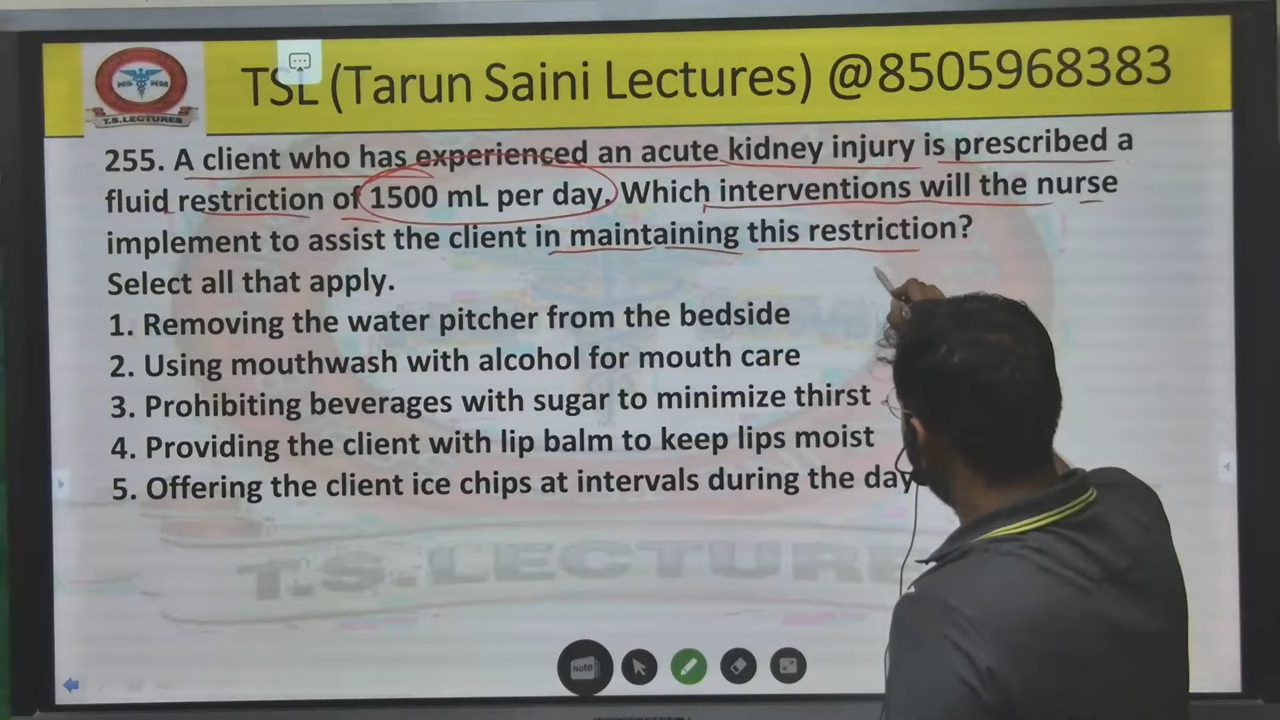 TSL (Tarun Saini Lectures) @8505968383
NS NM
T.S.LECTURES
255. A client who has experienced an acute kidney injury is prescribed a
fluid restriction of 1500 mL per day. Which interventions will the nurse
implement to assist the client in maintaining this restriction?
Select all that apply.
1. Removing the water pitcher from the bedside
2. Using mouthwash with alcohol for mouth care
3. Prohibiting beverages with sugar to minimize thirst
4. Providing the client with lip balm to keep lips moist
5. Offering the client ice chips at intervals during the day
T.S.LECTURE
Note